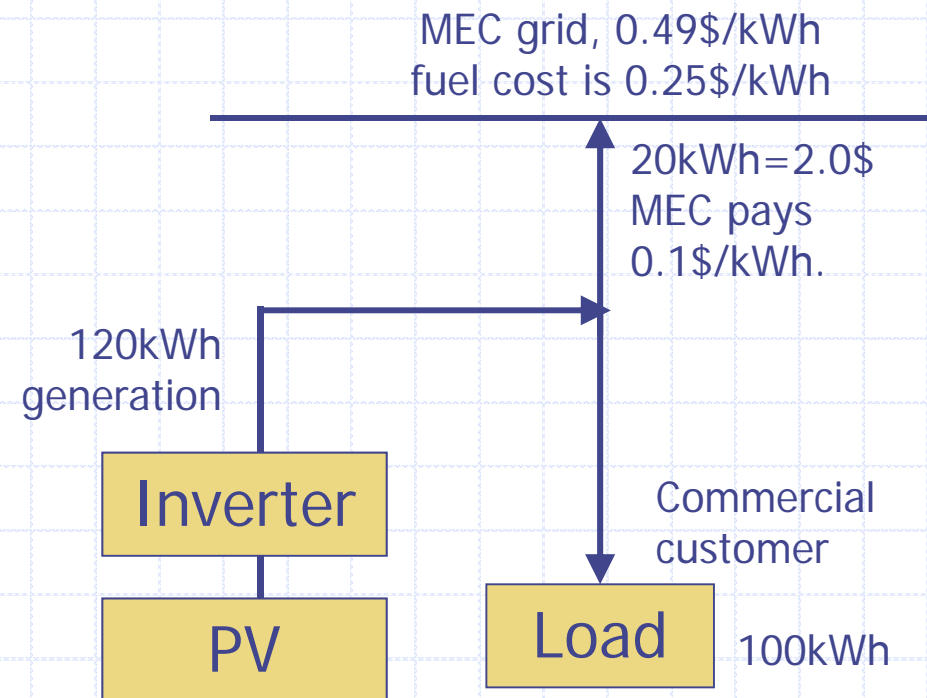 MEC grid, 0.49$/kWh
fuel cost is 0.25$/kWh
20kWh=2.0$
MEC pays
0.1$/kWh.
120kWh
generation
Inverter
Commercial
customer
PV
Load
100kWh